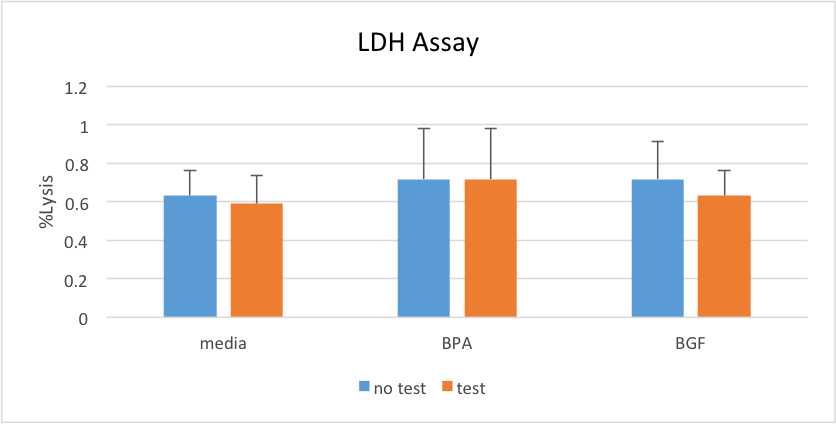 LDH Assay
%Lysis
1.2
1
0.8
0.6
0.4
0.2
0
media BPA BGF
no test test